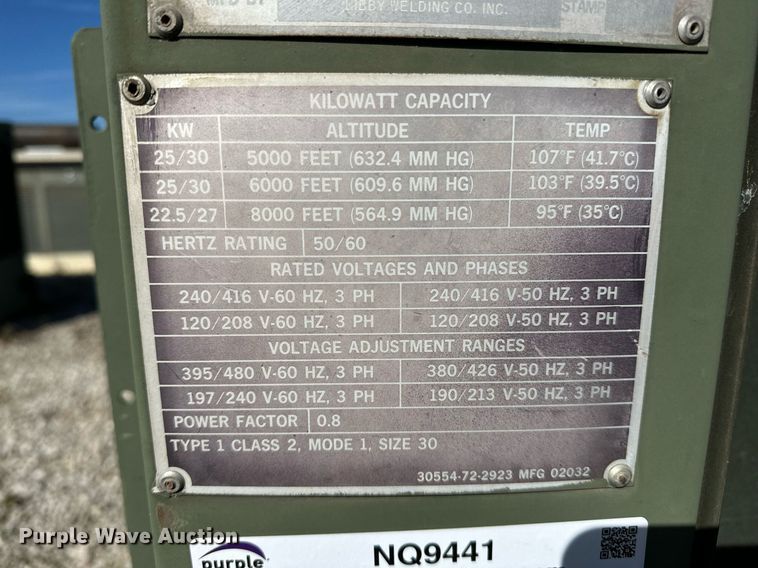 MFD BY LIBBY WELDING CO. INC. STAMP
KILOWATT CAPACITY
KW ALTITUDE TEMP
25/30 5000 FEET (632.4 MM HG) 107°F (41.7°C)
25/30 6000 FEET (609.6 MM HG) 103°F (39.5°C)
22.5/27 8000 FEET (564.9 MM HG) 95°F (35°C)
HERTZ RATING 50/60
RATED VOLTAGES AND PHASES
240/416 V-60 HZ, 3 PH 240/416 V-50 HZ, 3 PH
120/208 V-60 HZ, 3 PH 120/208 V-50 HZ, 3 PH
VOLTAGE ADJUSTMENT RANGES
395/480 V-60 HZ, 3 PH 380/426 V-50 HZ, 3 PH
197/240 V-60 HZ, 3 PH 190/213 V-50 HZ, 3 PH
POWER FACTOR 0.8
TYPE 1 CLASS 2, MODE 1, SIZE 30
30554-72-2923 MFG 02032
Purple Wave Auction
purple
NQ9441